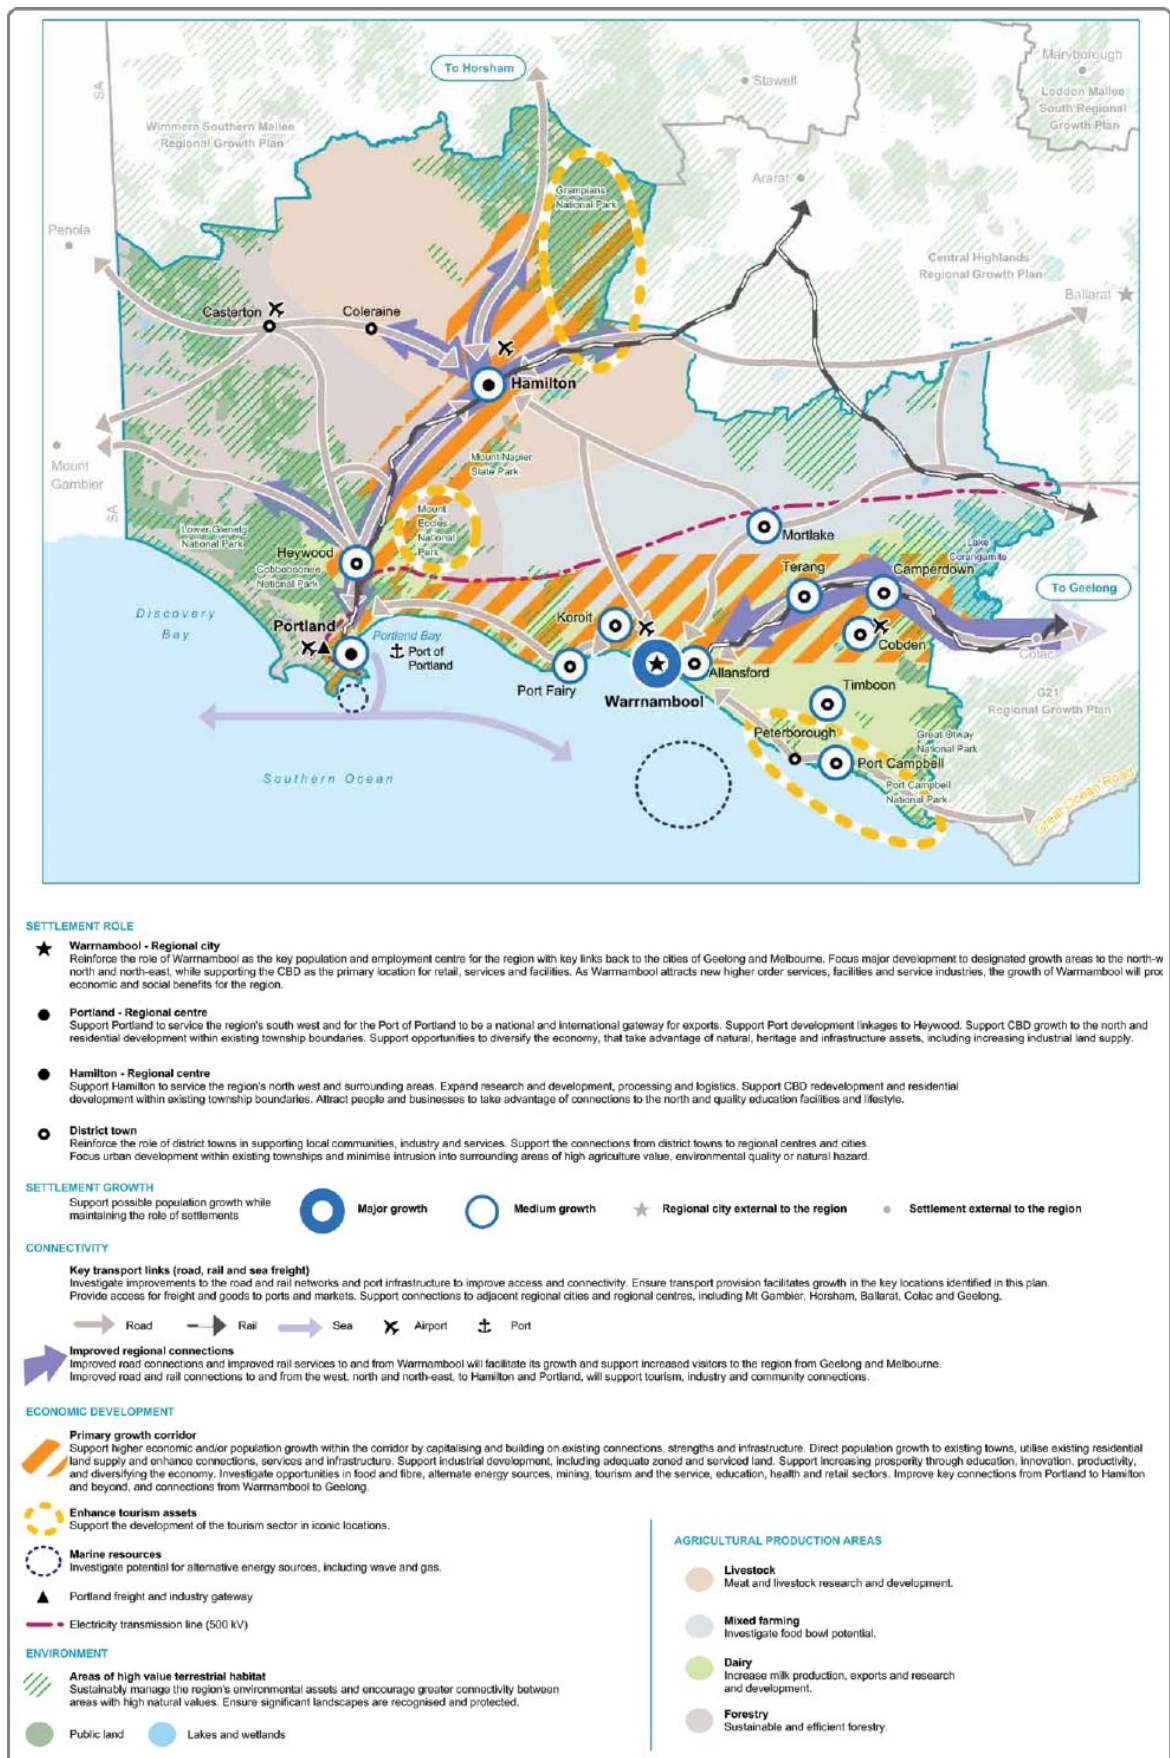 To Horsham
Stawell
Maryborough
Loddon Mallee
South Regional
Growth Plan
SA
Wimmera Southern Mallee
Regional Growth Plan
Ararat
Grampians
National Park
Penola
Central Highlands
Regional Growth Plan
Ballarat
Casterton
Coleraine
Hamilton
Mount Napier
State Park
Mount
Gambier
SA
Mount
Eccles
National
Park
Lower Glenelg
National Park
Mortlake
Heywood
Cobboboonee
National Park
Lake
Corangamite
Terang
Camperdown
To Geelong
Discovery
Bay
Portland
Portland Bay
Port of
Portland
Koroit
Cobden
Colac
Port Fairy
Allansford
Warrnambool
Timboon
G21
Regional Growth Plan
Peterborough
Great Otway
National Park
Port Campbell
Port Campbell
National Park
Southern Ocean
Great Ocean Road
SETTLEMENT ROLE
Warrnambool - Regional city
Reinforce the role of Warrnambool as the key population and employment centre for the region with key links back to the cities of Geelong and Melbourne. Focus major development to designated growth areas to the north-w
north and north-east, while supporting the CBD as the primary location for retail, services and facilities. As Warrnambool attracts new higher order services, facilities and service industries, the growth of Warrnambool will
economic and social benefits for the region.
Portland - Regional centre
Support Portland to service the region's south west and for the Port of Portland to be a national and international gateway for exports. Support Port development linkages to Heywood. Support CBD growth to the north and
residential development within existing township boundaries. Support opportunities to diversify the economy, that take advantage of natural, heritage and infrastructure assets, including increasing industrial land supply.
Hamilton - Regional centre
Support Hamilton to service the region's north west and surrounding areas. Expand research and development, processing and logistics. Support CBD redevelopment and residential
development within existing township boundaries. Attract people and businesses to take advantage of connections to the north and quality education facilities and lifestyle.
District town
Reinforce the role of district towns in supporting local communities, industry and services. Support the connections from district towns to regional centres and cities.
Focus urban development within existing townships and minimise intrusion into surrounding areas of high agriculture value, environmental quality or natural hazard.
SETTLEMENT GROWTH
Support possible population growth while
maintaining the role of settlements
Major growth
Medium growth
Regional city external to the region
Settlement external to the region
CONNECTIVITY
Key transport links (road, rail and sea freight)
Investigate improvements to the road and rail networks and port infrastructure to improve access and connectivity. Ensure transport provision facilitates growth in the key locations identified in this plan.
Provide access for freight and goods to ports and markets. Support connections to adjacent regional cities and regional centres, including Mt Gambier, Horsham, Ballarat, Colac and Geelong.
Road
Rail
Sea
Airport
Port
Improved regional connections
Improved road connections and improved rail services to and from Warrnambool will facilitate its growth and support increased visitors to the region from Geelong and Melbourne.
Improved road and rail connections to and from the west, north and north-east, to Hamilton and Portland, will support tourism, industry and community connections.
ECONOMIC DEVELOPMENT
Primary growth corridor
Support higher economic and/or population growth within the corridor by capitalising and building on existing connections, strengths and infrastructure. Direct population growth to existing towns, utilise existing residential
land supply and enhance connections, services and infrastructure. Support industrial development, including adequate zoned and serviced land. Support increasing prosperity through education, innovation, productivity,
and diversifying the economy. Investigate opportunities in food and fibre, alternate energy sources, mining, tourism and the service, education, health and retail sectors. Improve key connections from Portland to Hamilton
and beyond, and connections from Warrnambool to Geelong.
Enhance tourism assets
Support the development of the tourism sector in iconic locations.
Marine resources
Investigate potential for alternative energy sources, including wave and gas.
Portland freight and industry gateway
Electricity transmission line (500 kV)
ENVIRONMENT
Areas of high value terrestrial habitat
Sustainably manage the region's environmental assets and encourage greater connectivity between
areas with high natural values. Ensure significant landscapes are recognised and protected.
Public land
Lakes and wetlands
AGRICULTURAL PRODUCTION AREAS
Livestock
Meat and livestock research and development.
Mixed farming
Investigate food bowl potential.
Dairy
Increase milk production, exports and research
and development.
Forestry
Sustainable and efficient forestry.